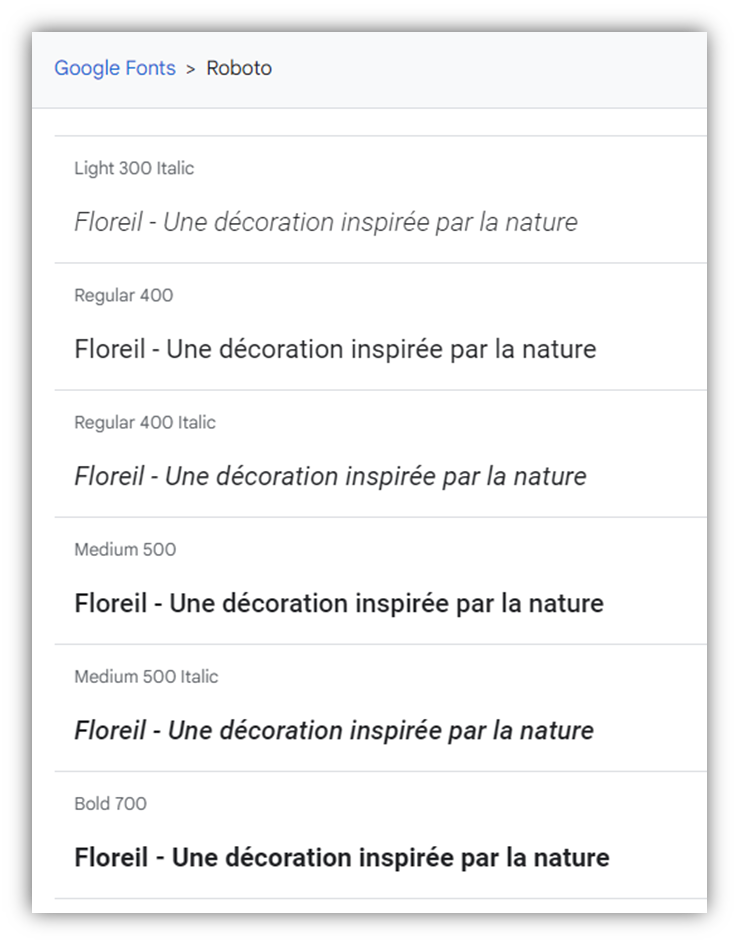 Google Fonts > Roboto
Light 300 Italic
Floreil - Une décoration inspirée par la nature
Regular 400
Floreil - Une décoration inspirée par la nature
Regular 400 Italic
Floreil - Une décoration inspirée par la nature
Medium 500
Floreil - Une décoration inspirée par la nature
Medium 500 Italic
Floreil - Une décoration inspirée par la nature
Bold 700
Floreil - Une décoration inspirée par la nature